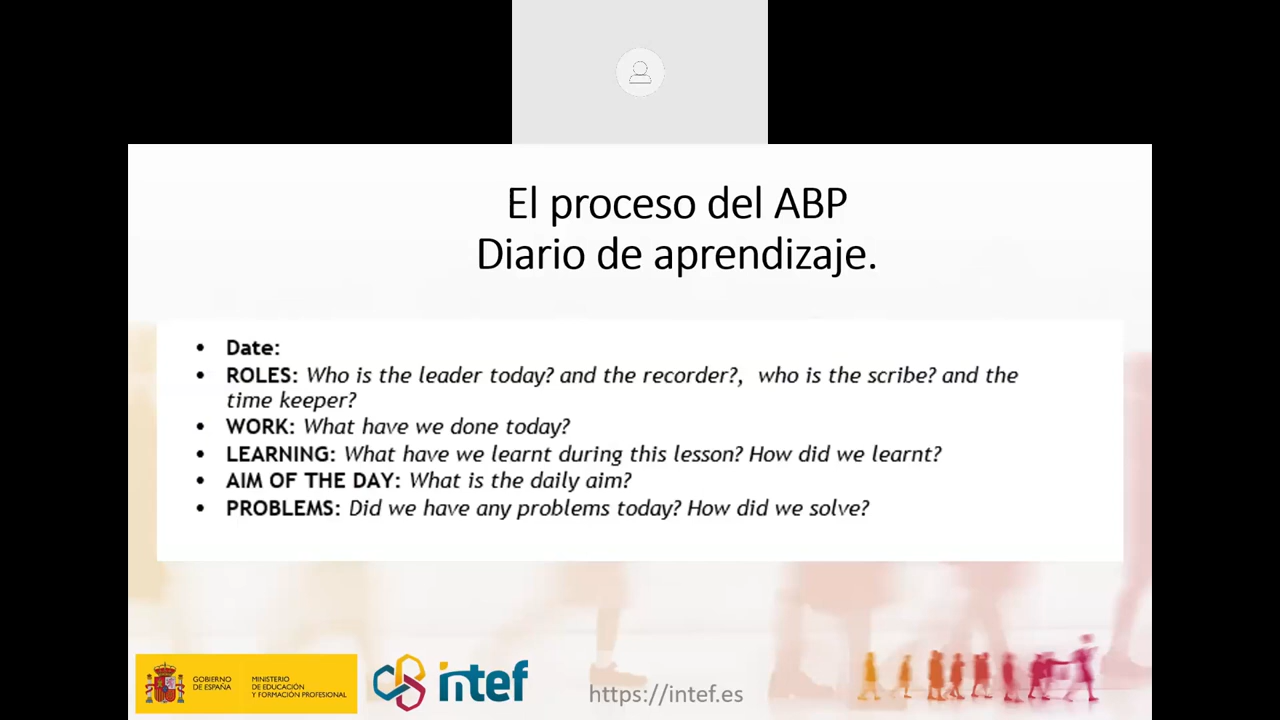 El proceso del ABP
Diario de aprendizaje.
• Date:
• ROLES: Who is the leader today? and the recorder?, who is the scribe? and the
time keeper?
• WORK: What have we done today?
• LEARNING: What have we learnt during this lesson? How did we learnt?
• AIM OF THE DAY: What is the daily aim?
• PROBLEMS: Did we have any problems today? How did we solve?
GOBIERNO
DE ESPAÑA
MINISTERIO
DE EDUCACIÓN
Y FORMACIÓN PROFESIONAL
intef
https://intef.es